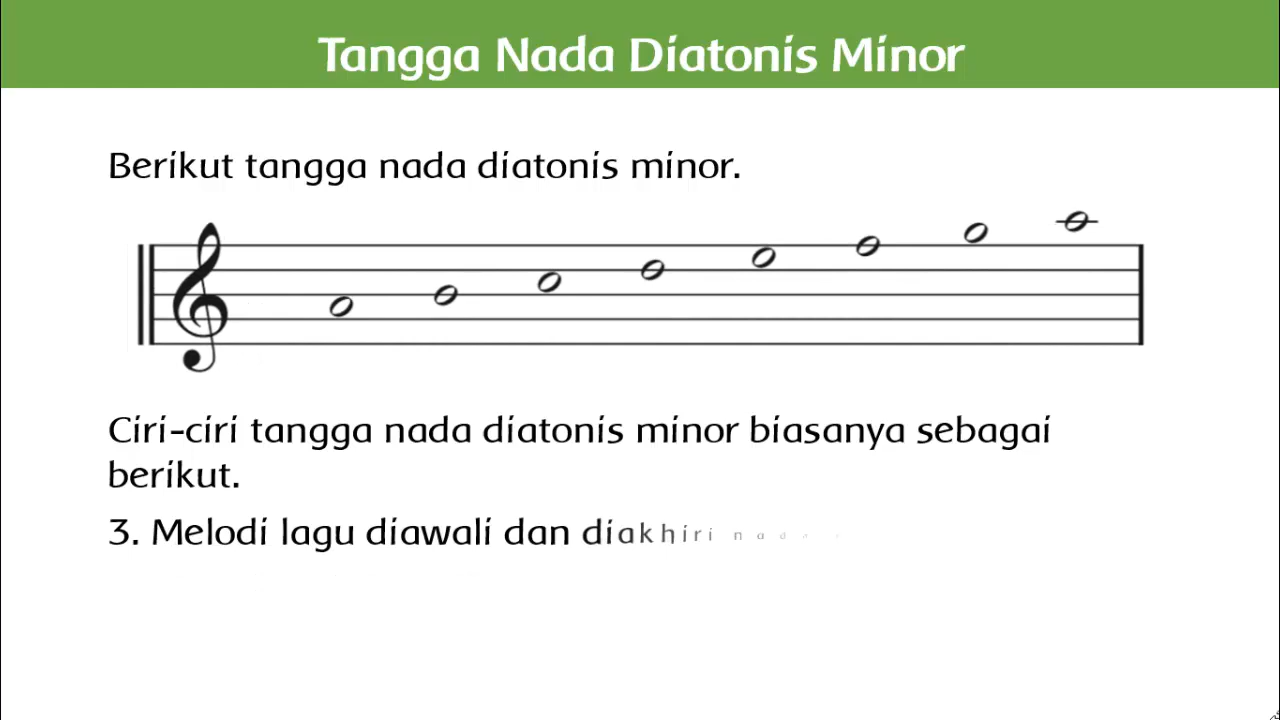 Tangga Nada Diatonis Minor
Berikut tangga nada diatonis minor.
Ciri-ciri tangga nada diatonis minor biasanya sebagai
berikut.
3. Melodi lagu diawali dan diakhiri nada